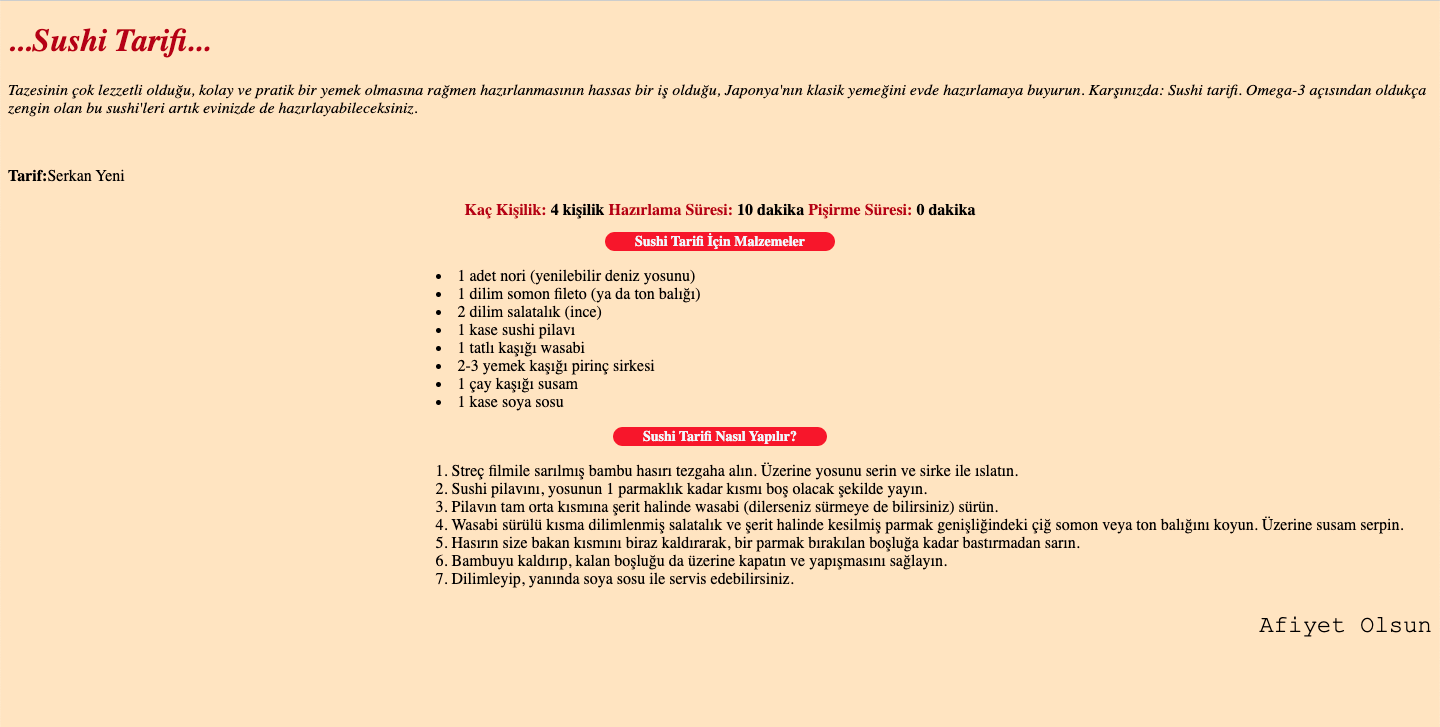 ...Sushi Tarifi...
Tazesinin çok lezzetli olduğu, kolay ve pratik bir yemek olmasına rağmen hazırlanmasının hassas bir iş olduğu, Japonya'nın klasik yemeğini evde hazırlamaya buyurun. Karşınızda: Sushi tarifi. Omega-3 açısından oldukça
zengin olan bu sushi'leri artık evinizde de hazırlayabileceksiniz.
Tarif:Serkan Yeni
Kaç Kişilik: 4 kişilik Hazırlama Süresi: 10 dakika Pişirme Süresi: 0 dakika
Sushi Tarifi İçin Malzemeler
• 1 adet nori (yenilebilir deniz yosunu)
• 1 dilim somon fileto (ya da ton balığı)
• 2 dilim salatalık (ince)
• 1 kase sushi pilavı
• 1 tatlı kaşığı wasabi
• 2-3 yemek kaşığı pirinç sirkesi
• 1 çay kaşığı susam
• 1 kase soya sosu
Sushi Tarifi Nasıl Yapılır?
1. Streç filmile sarılmış bambu hasırı tezgaha alın. Üzerine yosunu serin ve sirke ile ıslatın.
2. Sushi pilavını, yosunun 1 parmaklık kadar kısmı boş olacak şekilde yayın.
3. Pilavın tam orta kısmına şerit halinde wasabi (dilerseniz sürmeye de bilirsiniz) sürün.
4. Wasabi sürülü kısma dilimlenmiş salatalık ve şerit halinde kesilmiş parmak genişliğindeki çiğ somon veya ton balığını koyun. Üzerine susam serpin.
5. Hasırın size bakan kısmını biraz kaldırarak, bir parmak bırakılan boşluğa kadar bastırmadan sarın.
6. Bambuyu kaldırıp, kalan boşluğu da üzerine kapatın ve yapışmasını sağlayın.
7. Dilimleyip, yanında soya sosu ile servis edebilirsiniz.
Afiyet Olsun